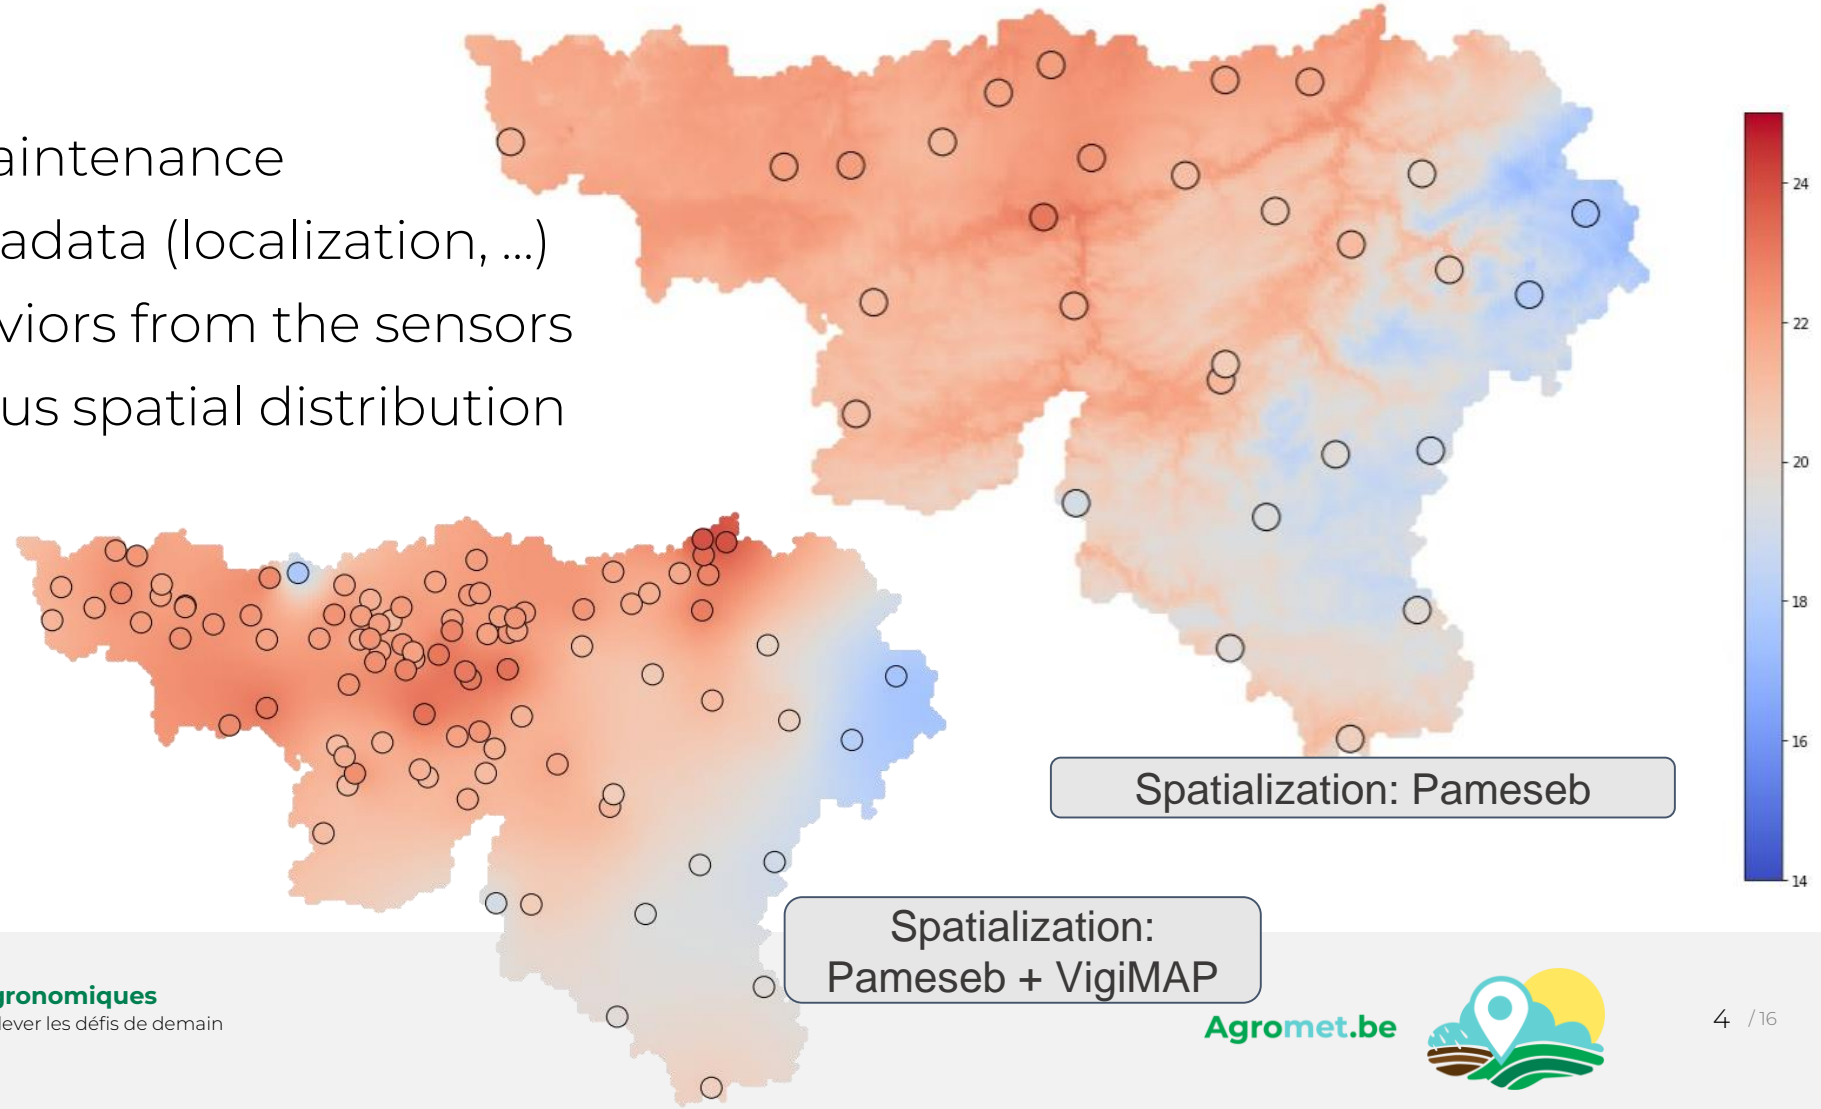 aintenance
adata (localization, ...)
viors from the sensors
us spatial distribution
24
22
20
18
16
14
Spatialization: Pameseb
Spatialization:
Pameseb + VigiMAP
gronomiques
lever les défis de demain
Agromet.be
4 / 16